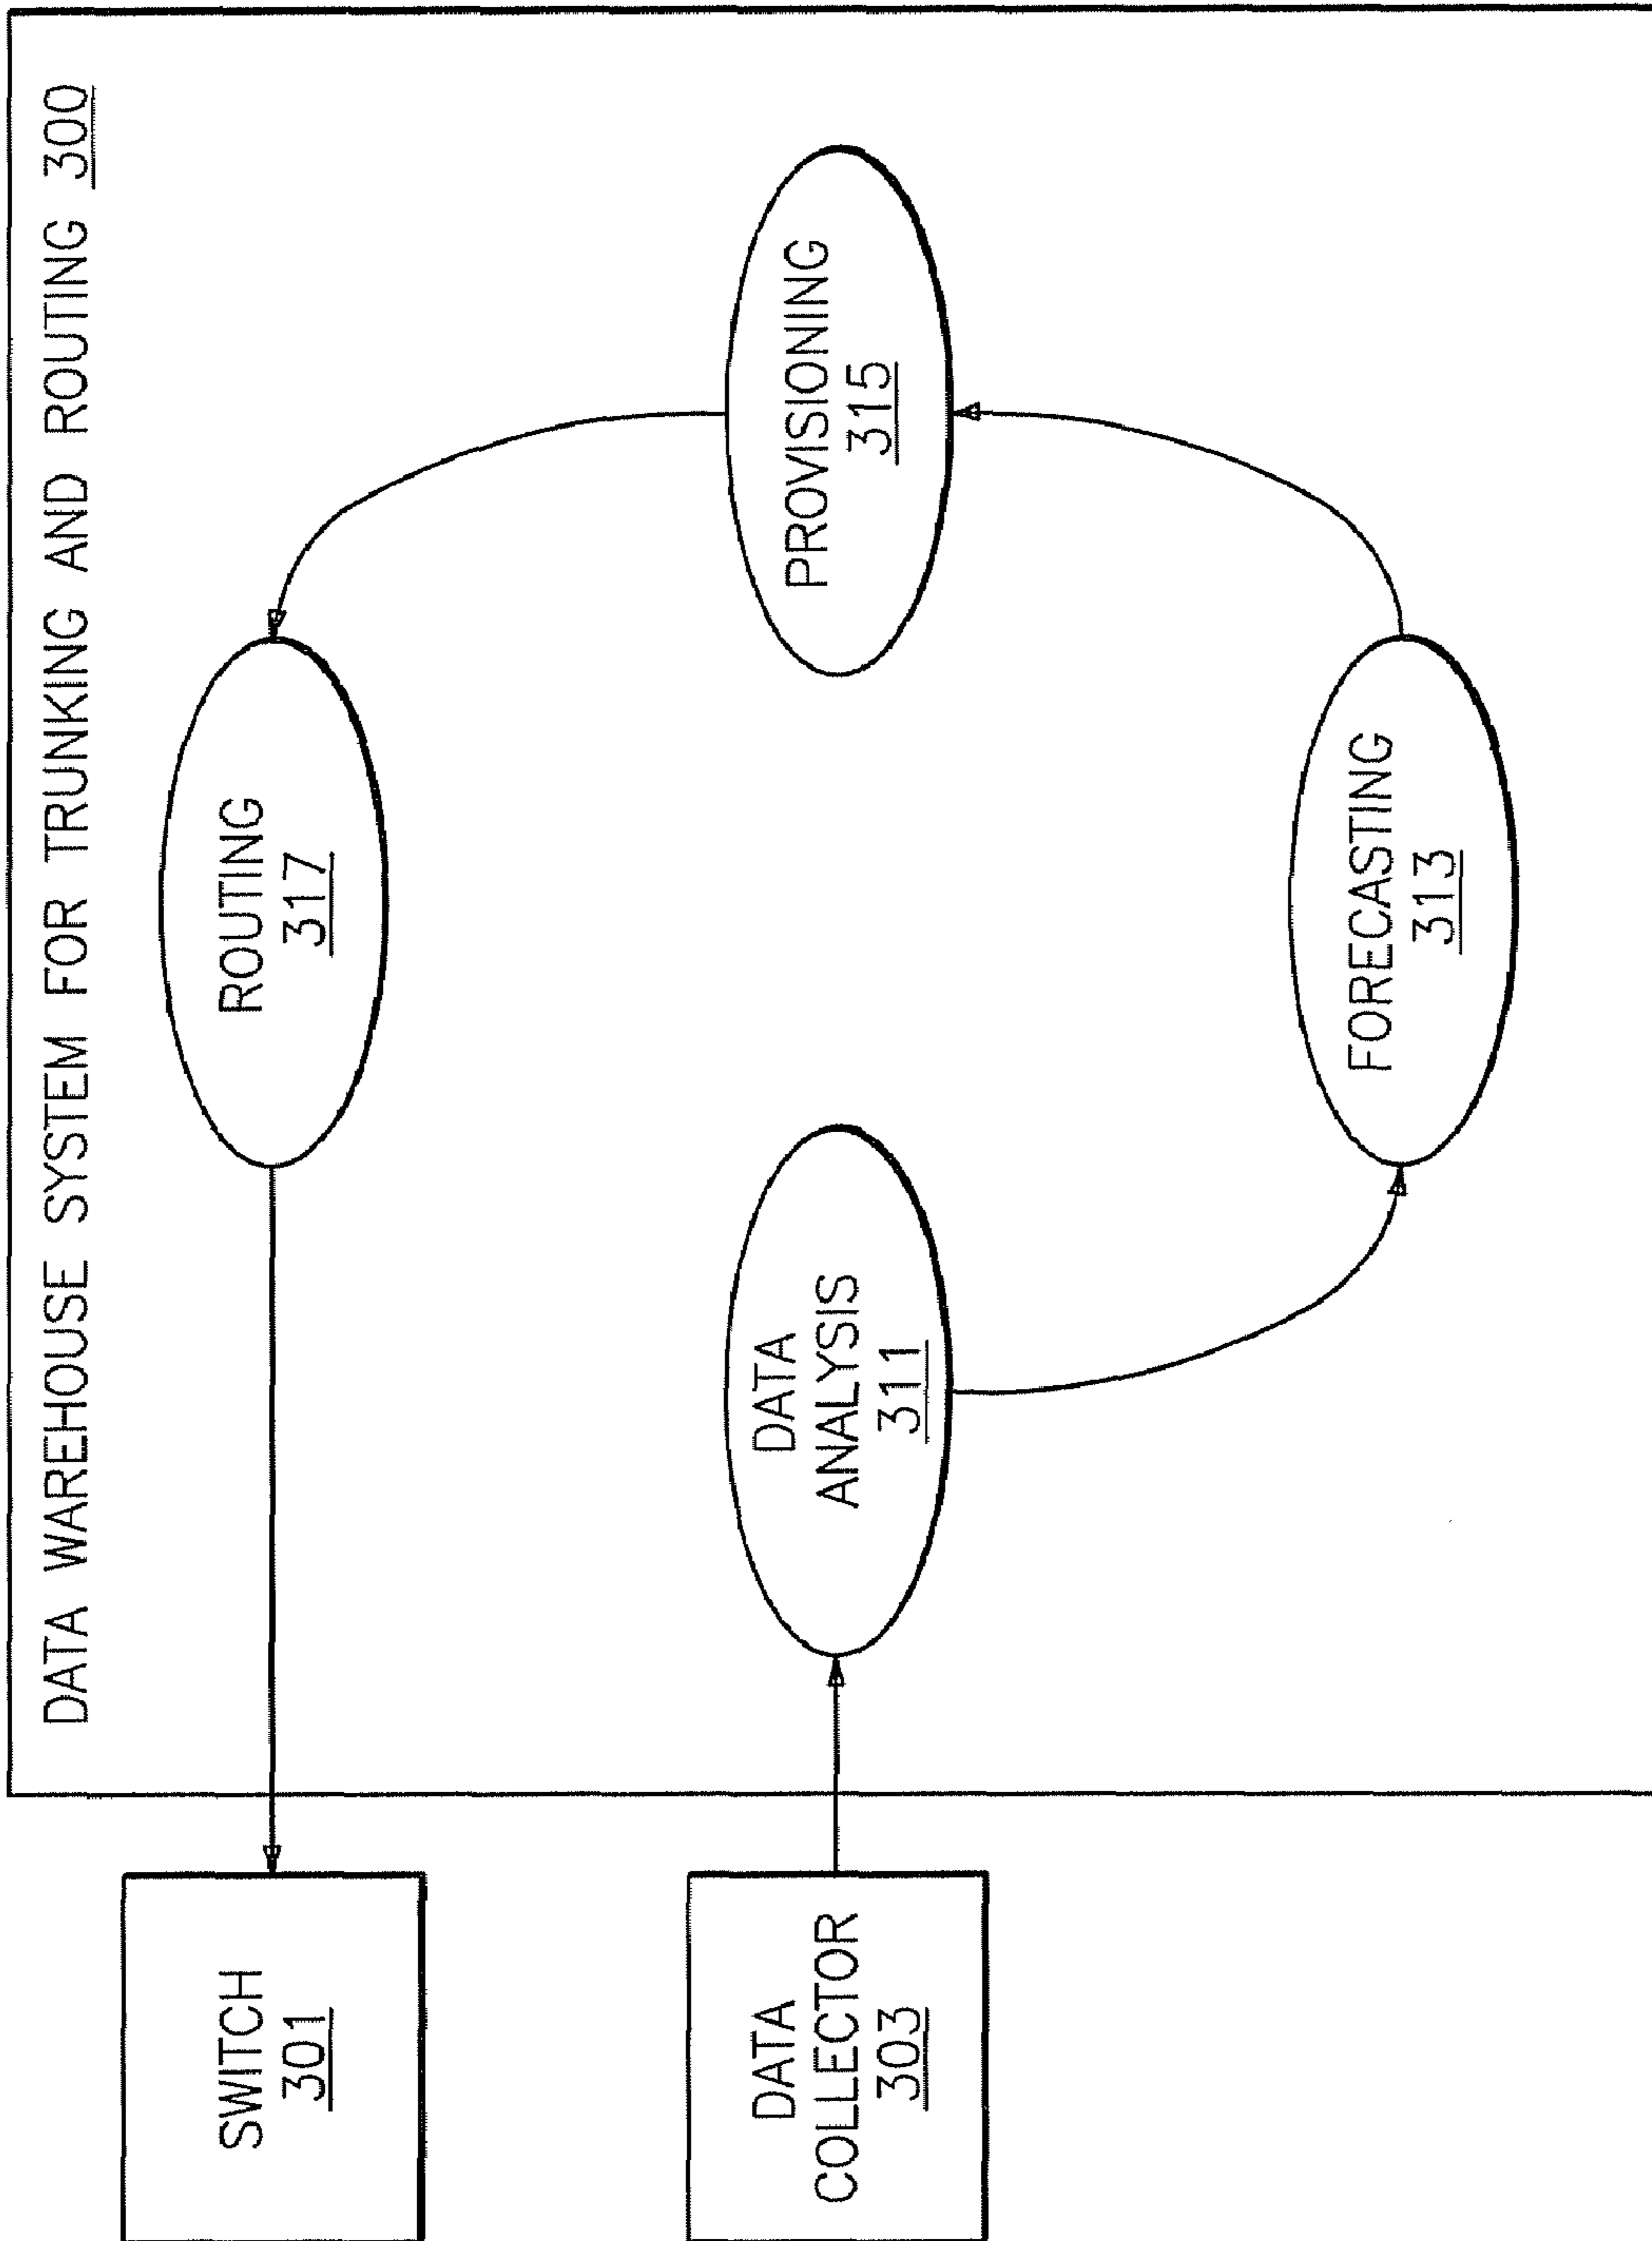 DATA WAREHOUSE SYSTEM FOR TRUNKING AND ROUTING 300
SWITCH
301
ROUTING
317
DATA
COLLECTOR
303
DATA
ANALYSIS
311
PROVISIONING
315
FORECASTING
313